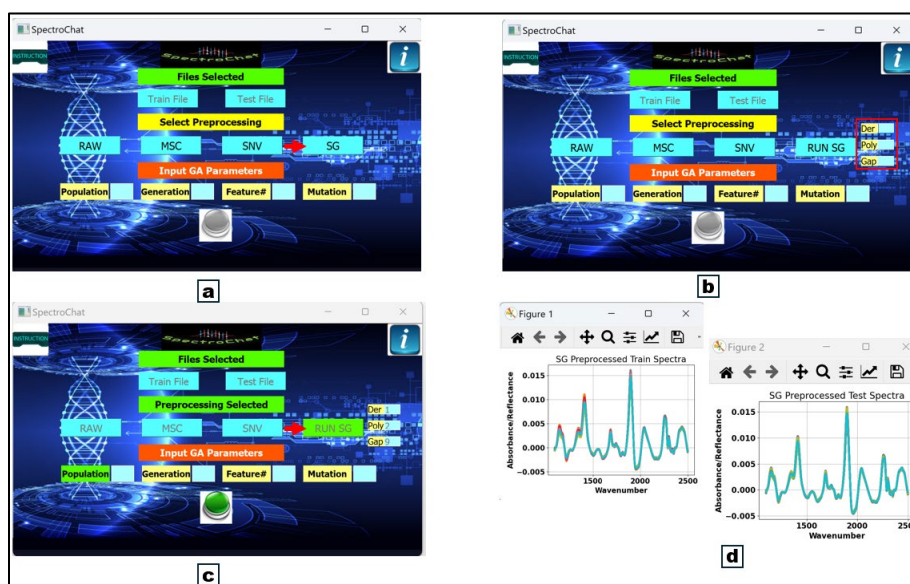 SpectroChat
INSTRUCTION
SpectroChat
i
Files Selected
Train File Test File
Select Preprocessing
RAW MSC SNV SG
Input GA Parameters
Population Generation Feature# Mutation
a
SpectroChat
INSTRUCTION
SpectroChat
i
Files Selected
Train File Test File
Select Preprocessing
Der
RAW MSC SNV RUN SG Poly
Gap
Input GA Parameters
Population Generation Feature# Mutation
b
SpectroChat
INSTRUCTION
SpectroChat
i
Files Selected
Train File Test File
Preprocessing Selected
Der 1
RAW MSC SNV RUN SG Poly 2
Gap 9
Input GA Parameters
Population Generation Feature# Mutation
c
Figure 1
SG Preprocessed Train Spectra
Absorbance/Reflectance
0.015
0.010
0.005
0.000
−0.005
1500 2000 2500
Wavenumber
Figure 2
SG Preprocessed Test Spectra
Absorbance/Reflectance
0.015
0.010
0.005
0.000
−0.005
1500 2000 2500
Wavenumber
d